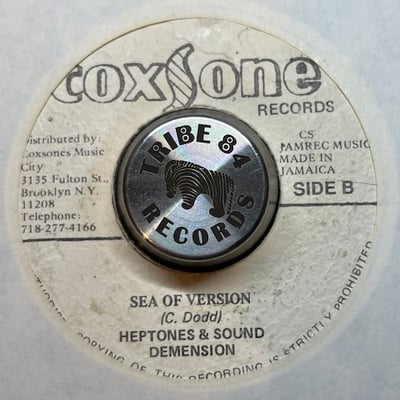 coxsone
RECORDS
Distributed by:
Coxsones Music
City
3135 Fulton St.,
Brooklyn N.Y.
11208
Telephone:
718-277-4166
CS
JAMREC MUSIC
MADE IN
JAMAICA
SIDE B
TRIBE 84
RECORDS
SEA OF VERSION
(C. Dodd)
HEPTONES & SOUND
DEMENSION
COPYING OF THIS RECORDING IS STRICTLY PROHIBITED